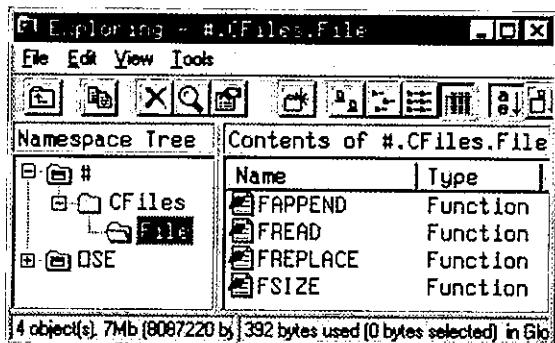 Exploring - #.CFiles.File
File Edit View Tools
Namespace Tree
Contents of #.CFiles.File
#
CFiles
File
⎕SE
Name Type
FAPPEND Function
FREAD Function
FREPLACE Function
FSIZE Function
4 object(s), 7Mb (8087220 by
392 bytes used (0 bytes selected) in Glo